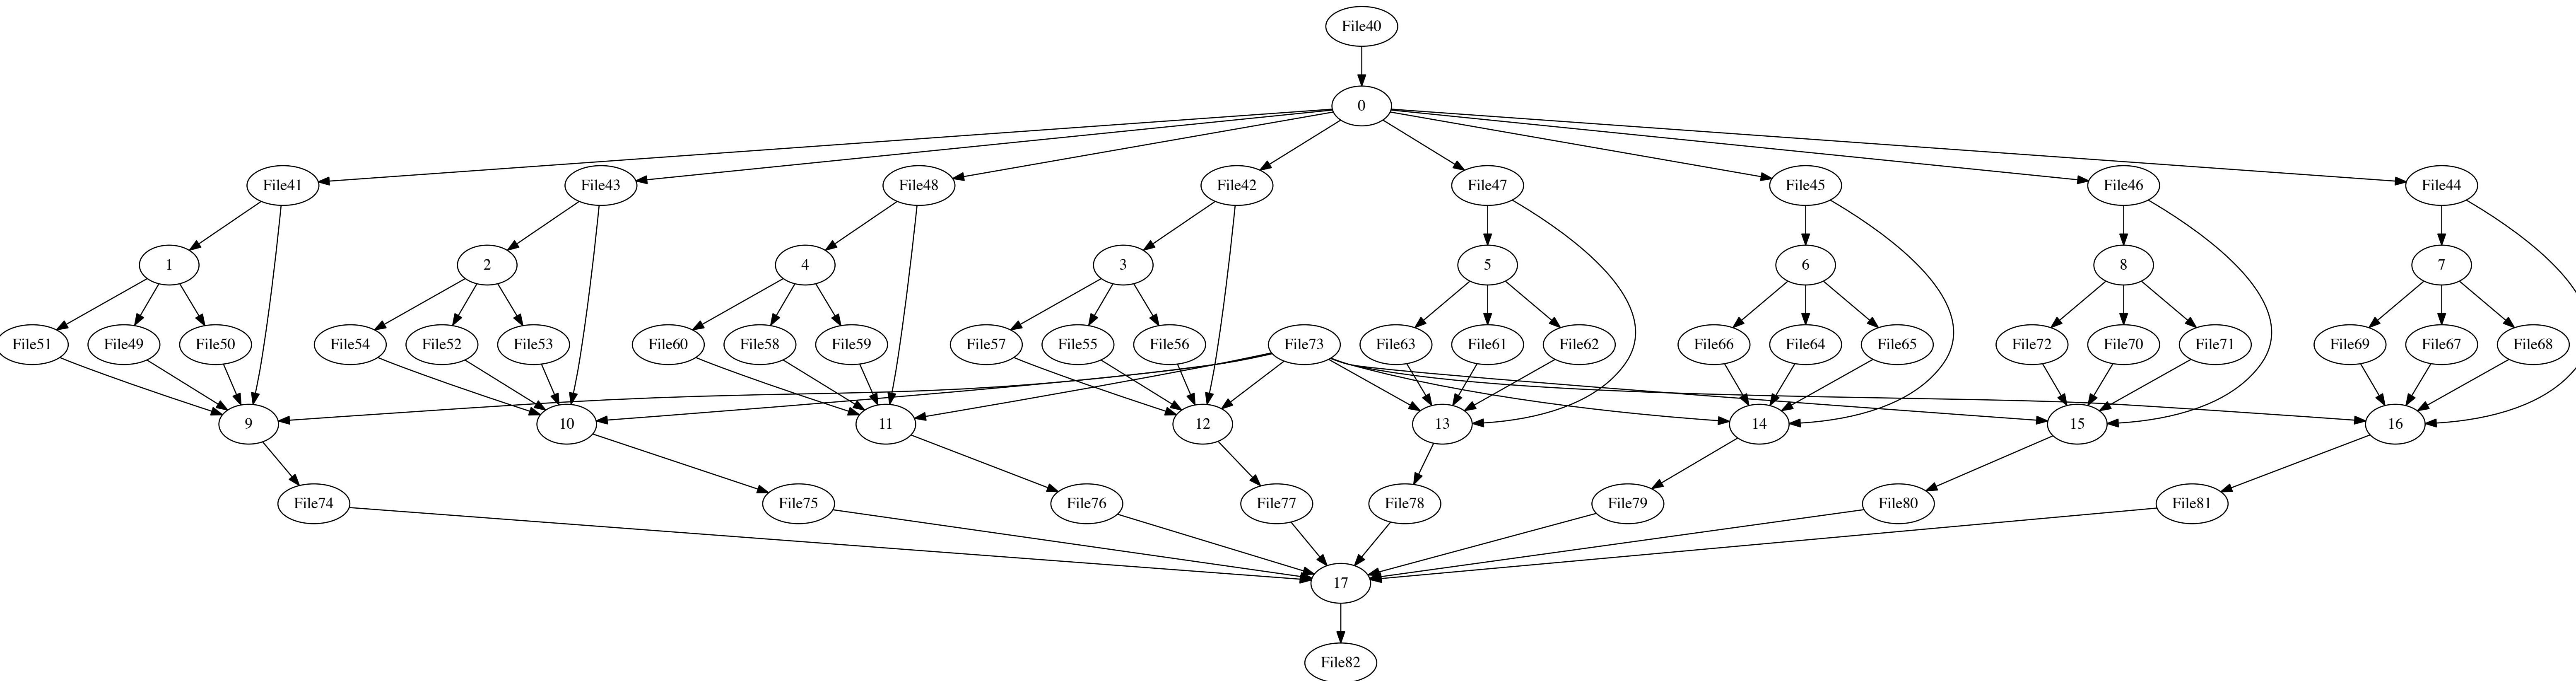 File40
0
File41 File43 File48 File42 File47 File45 File46 File44
1 2 4 3 5 6 8 7
File51 File49 File50 File54 File52 File53 File60 File58 File59 File57 File55 File56 File73 File63 File61 File62 File66 File64 File65 File72 File70 File71 File69 File67 File68
9 10 11 12 13 14 15 16
File74 File75 File76 File77 File78 File79 File80 File81
17
File82